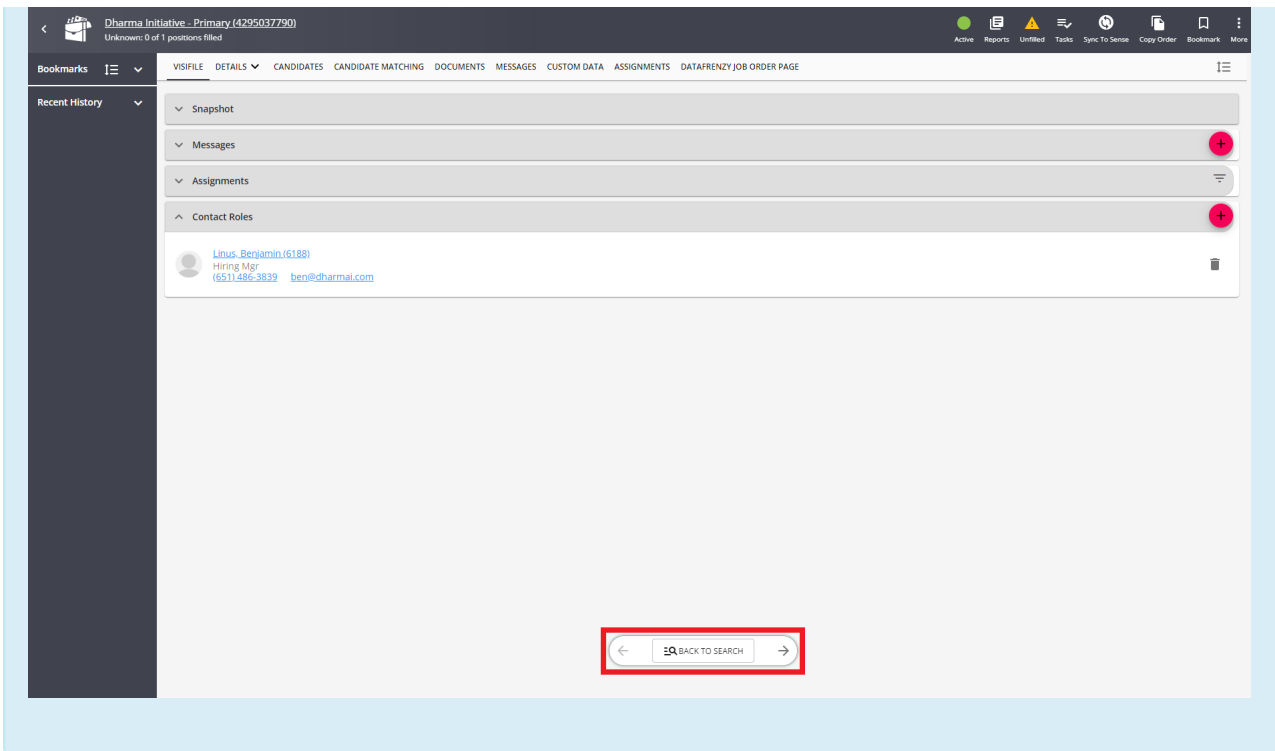 Dharma Initiative - Primary (4295037790)
Unknown: 0 of 1 positions filled
Active Reports Unfilled Tasks Sync To Sense Copy Order Bookmark More
Bookmarks
Recent History
VISIFILE DETAILS CANDIDATES CANDIDATE MATCHING DOCUMENTS MESSAGES CUSTOM DATA ASSIGNMENTS DATAFRENZY JOB ORDER PAGE
Snapshot
Messages
Assignments
Contact Roles
Linus, Benjamin (6188)
Hiring Mgr
(651) 486-3839 ben@dharmai.com
BACK TO SEARCH